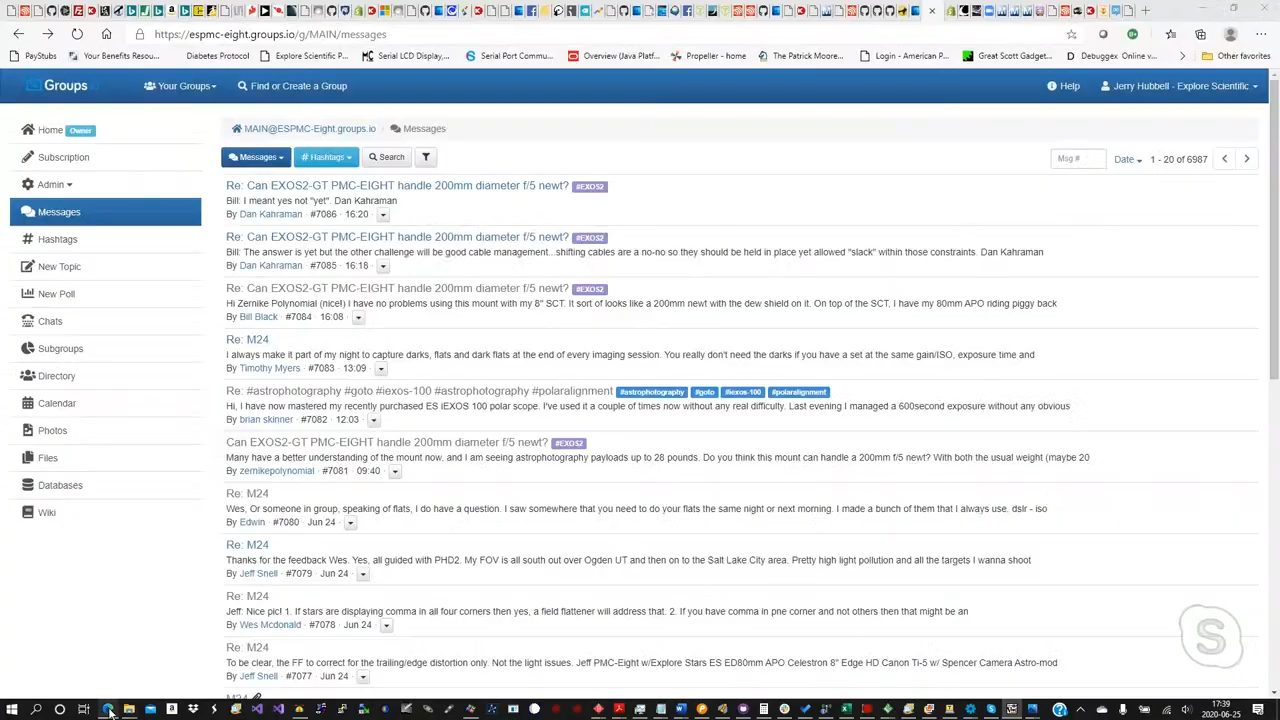 https://espmc-eight.groups.io/g/MAIN/messages
PayStubs
Your Benefits Resou...
Diabetes Protocol
Explore Scientific P...
Serial LCD Display,...
Serial Port Commu...
Overview (Java Plat...
Propeller - home
The Patrick Moore...
Login - American P...
Great Scott Gadget...
Debuggex Online v...
Other favorites
Groups.io
Your Groups
Find or Create a Group
Help
Jerry Hubbell - Explore Scientific
Home Owner
Subscription
Admin
Messages
Hashtags
New Topic
New Poll
Chats
Subgroups
Directory
Calendar
Photos
Files
Databases
Wiki
MAIN@ESPMC-Eight.groups.io / Messages
Messages # Hashtags Search
Msg # Date 1 - 20 of 6987
Re: Can EXOS2-GT PMC-EIGHT handle 200mm diameter f/5 newt? #EXOS2
Bill: I meant yes not "yet". Dan Kahraman
By Dan Kahraman · #7086 · 16:20
Re: Can EXOS2-GT PMC-EIGHT handle 200mm diameter f/5 newt? #EXOS2
Bill: The answer is yet but the other challenge will be good cable management...shifting cables are a no-no so they should be held in place yet allowed "slack" within those constraints. Dan Kahraman
By Dan Kahraman · #7085 · 16:18
Re: Can EXOS2-GT PMC-EIGHT handle 200mm diameter f/5 newt? #EXOS2
Hi Zernike Polynomial (nice!) I have no problems using this mount with my 8" SCT. It sort of looks like a 200mm newt with the dew shield on it. On top of the SCT, I have my 80mm APO riding piggy back
By Bill Black · #7084 · 16:08
Re: M24
I always make it part of my night to capture darks, flats and dark flats at the end of every imaging session. You really don't need the darks if you have a set at the same gain/ISO, exposure time and
By Timothy Myers · #7083 · 13:09
Re: #astrophotography #goto #iexos-100 #astrophotography #polaralignment #astrophotography #goto #iexos-100 #polaralignment
Hi, I have now mastered my recently purchased ES IEXOS 100 polar scope. I've used it a couple of times now without any real difficulty. Last evening I managed a 600second exposure without any obvious
By brian skinner · #7082 · 12:03
Can EXOS2-GT PMC-EIGHT handle 200mm diameter f/5 newt? #EXOS2
Many have a better understanding of the mount now, and I am seeing astrophotography payloads up to 28 pounds. Do you think this mount can handle a 200mm f/5 newt? With both the usual weight (maybe 20
By zernikepolynomial · #7081 · 09:40
Re: M24
Wes, Or someone in group, speaking of flats, I do have a question. I saw somewhere that you need to do your flats the same night or next morning. I made a bunch of them that I always use. dslr - iso
By Edwin · #7080 · Jun 24
Re: M24
Thanks for the feedback Wes. Yes, all guided with PHD2. My FOV is all south out over Ogden UT and then on to the Salt Lake City area. Pretty high light pollution and all the targets I wanna shoot
By Jeff Snell · #7079 · Jun 24
Re: M24
Jeff: Nice pic! 1. If stars are displaying comma in all four corners then yes, a field flattener will address that. 2. If you have comma in pne corner and not others then that might be an
By Wes Mcdonald · #7078 · Jun 24
Re: M24
To be clear, the FF to correct for the trailing/edge distortion only. Not the light issues. Jeff PMC-Eight w/Explore Stars ES ED80mm APO Celestron 8" Edge HD Canon Ti-5 w/ Spencer Camera Astro-mod
By Jeff Snell · #7077 · Jun 24
M24
17:39
2020-06-25